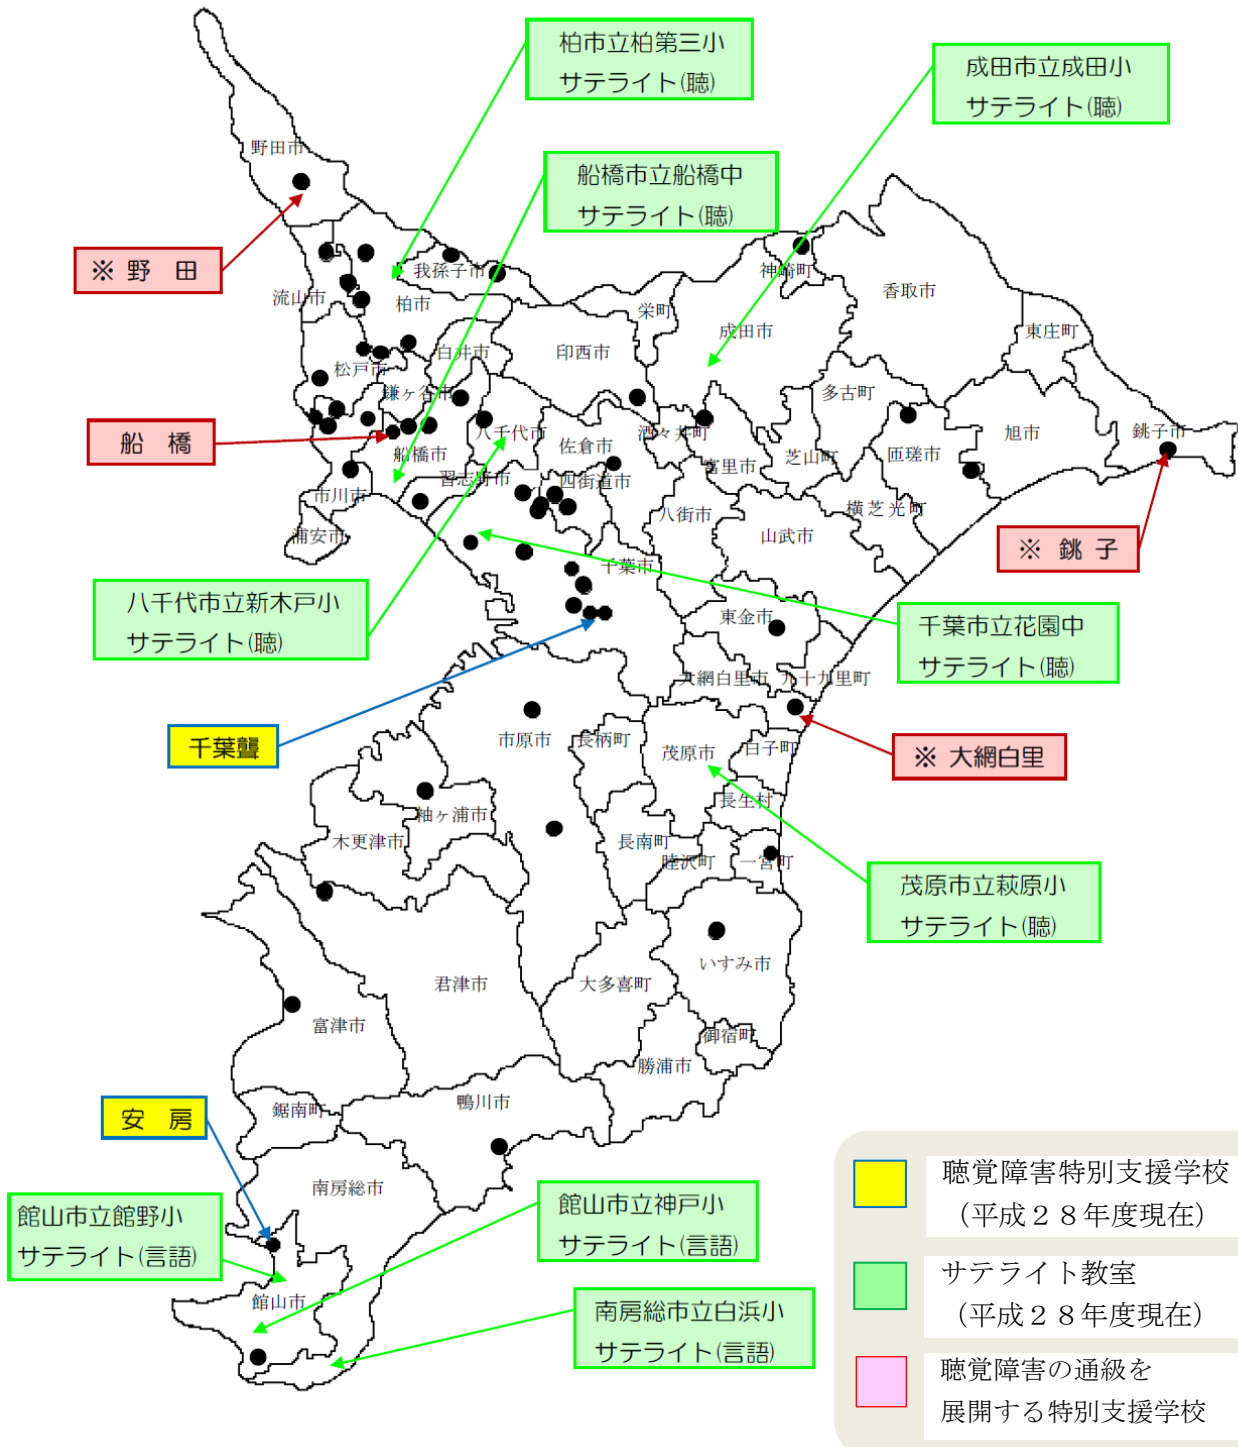 柏市立柏第三小
サテライト(聴)
成田市立成田小
サテライト(聴)
野田市
船橋市立船橋中
サテライト(聴)
※ 野 田
我孫子市
神崎町
流山市
柏市
栄町
香取市
成田市
東庄町
白井市
印西市
松戸市
鎌ヶ谷市
多古町
船 橋
八千代市
佐倉市
酒々井町
旭市
銚子市
船橋市
富里市
芝山町
匝瑳市
市川市
習志野市
四街道市
八街市
横芝光町
浦安市
山武市
※ 銚 子
千葉市
八千代市立新木戸小
サテライト(聴)
東金市
千葉市立花園中
サテライト(聴)
大網白里市
九十九里町
千葉聾
市原市
長柄町
茂原市
白子町
※ 大網白里
長生村
袖ヶ浦市
木更津市
長南町
睦沢町
一宮町
茂原市立萩原小
サテライト(聴)
いすみ市
君津市
大多喜町
富津市
御宿町
勝浦市
安 房
鋸南町
鴨川市
南房総市
館山市立館野小
サテライト(言語)
館山市立神戸小
サテライト(言語)
館山市
南房総市立白浜小
サテライト(言語)
聴覚障害特別支援学校
(平成２８年度現在)
サテライト教室
(平成２８年度現在)
聴覚障害の通級を
展開する特別支援学校